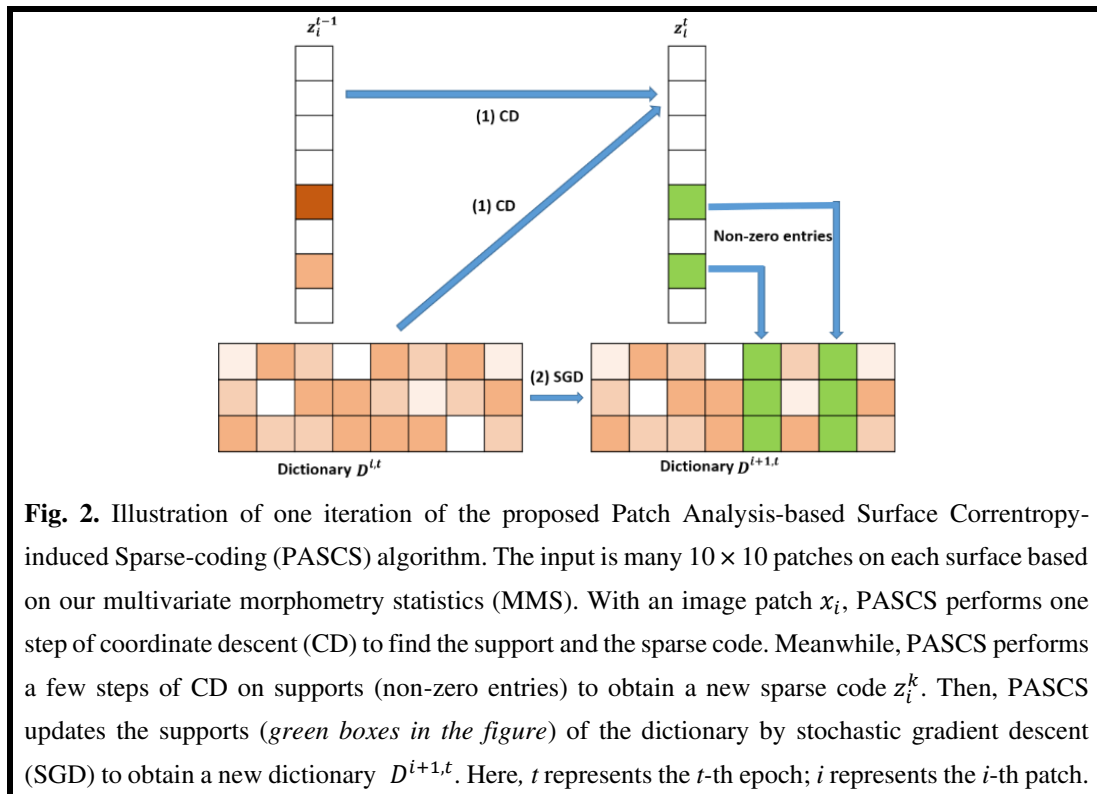 z_i^{t-1}
z_i^t
(1) CD
(1) CD
Non-zero entries
(2) SGD
Dictionary D^{i,t}
Dictionary D^{i+1,t}
Fig. 2. Illustration of one iteration of the proposed Patch Analysis-based Surface Correntropy-
induced Sparse-coding (PASCS) algorithm. The input is many 10 × 10 patches on each surface based
on our multivariate morphometry statistics (MMS). With an image patch x_i, PASCS performs one
step of coordinate descent (CD) to find the support and the sparse code. Meanwhile, PASCS performs
a few steps of CD on supports (non-zero entries) to obtain a new sparse code z_i^k. Then, PASCS
updates the supports (green boxes in the figure) of the dictionary by stochastic gradient descent
(SGD) to obtain a new dictionary D^{i+1,t}. Here, t represents the t-th epoch; i represents the i-th patch.